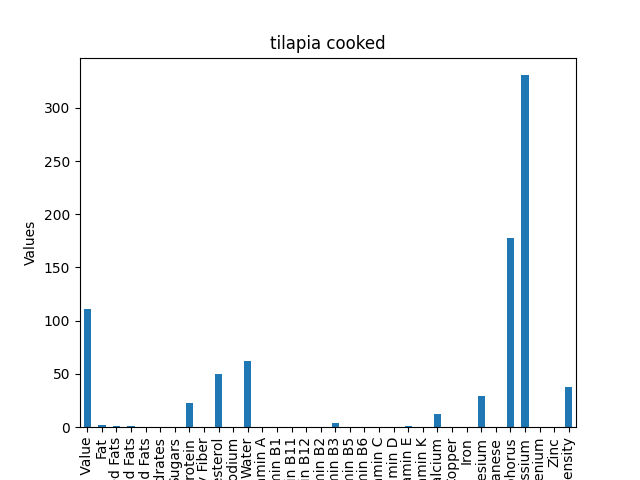 tilapia cooked
Values
300
250
200
150
100
50
0
Value
Fat
d Fats
d Fats
d Fats
drates
Sugars
rotein
y Fiber
esterol
odium
Water
amin A
min B1
in B11
in B12
min B2
min B3
min B5
min B6
min C
min D
min E
min K
alcium
opper
Iron
esium
anese
phorus
ssium
enium
Zinc
ensity